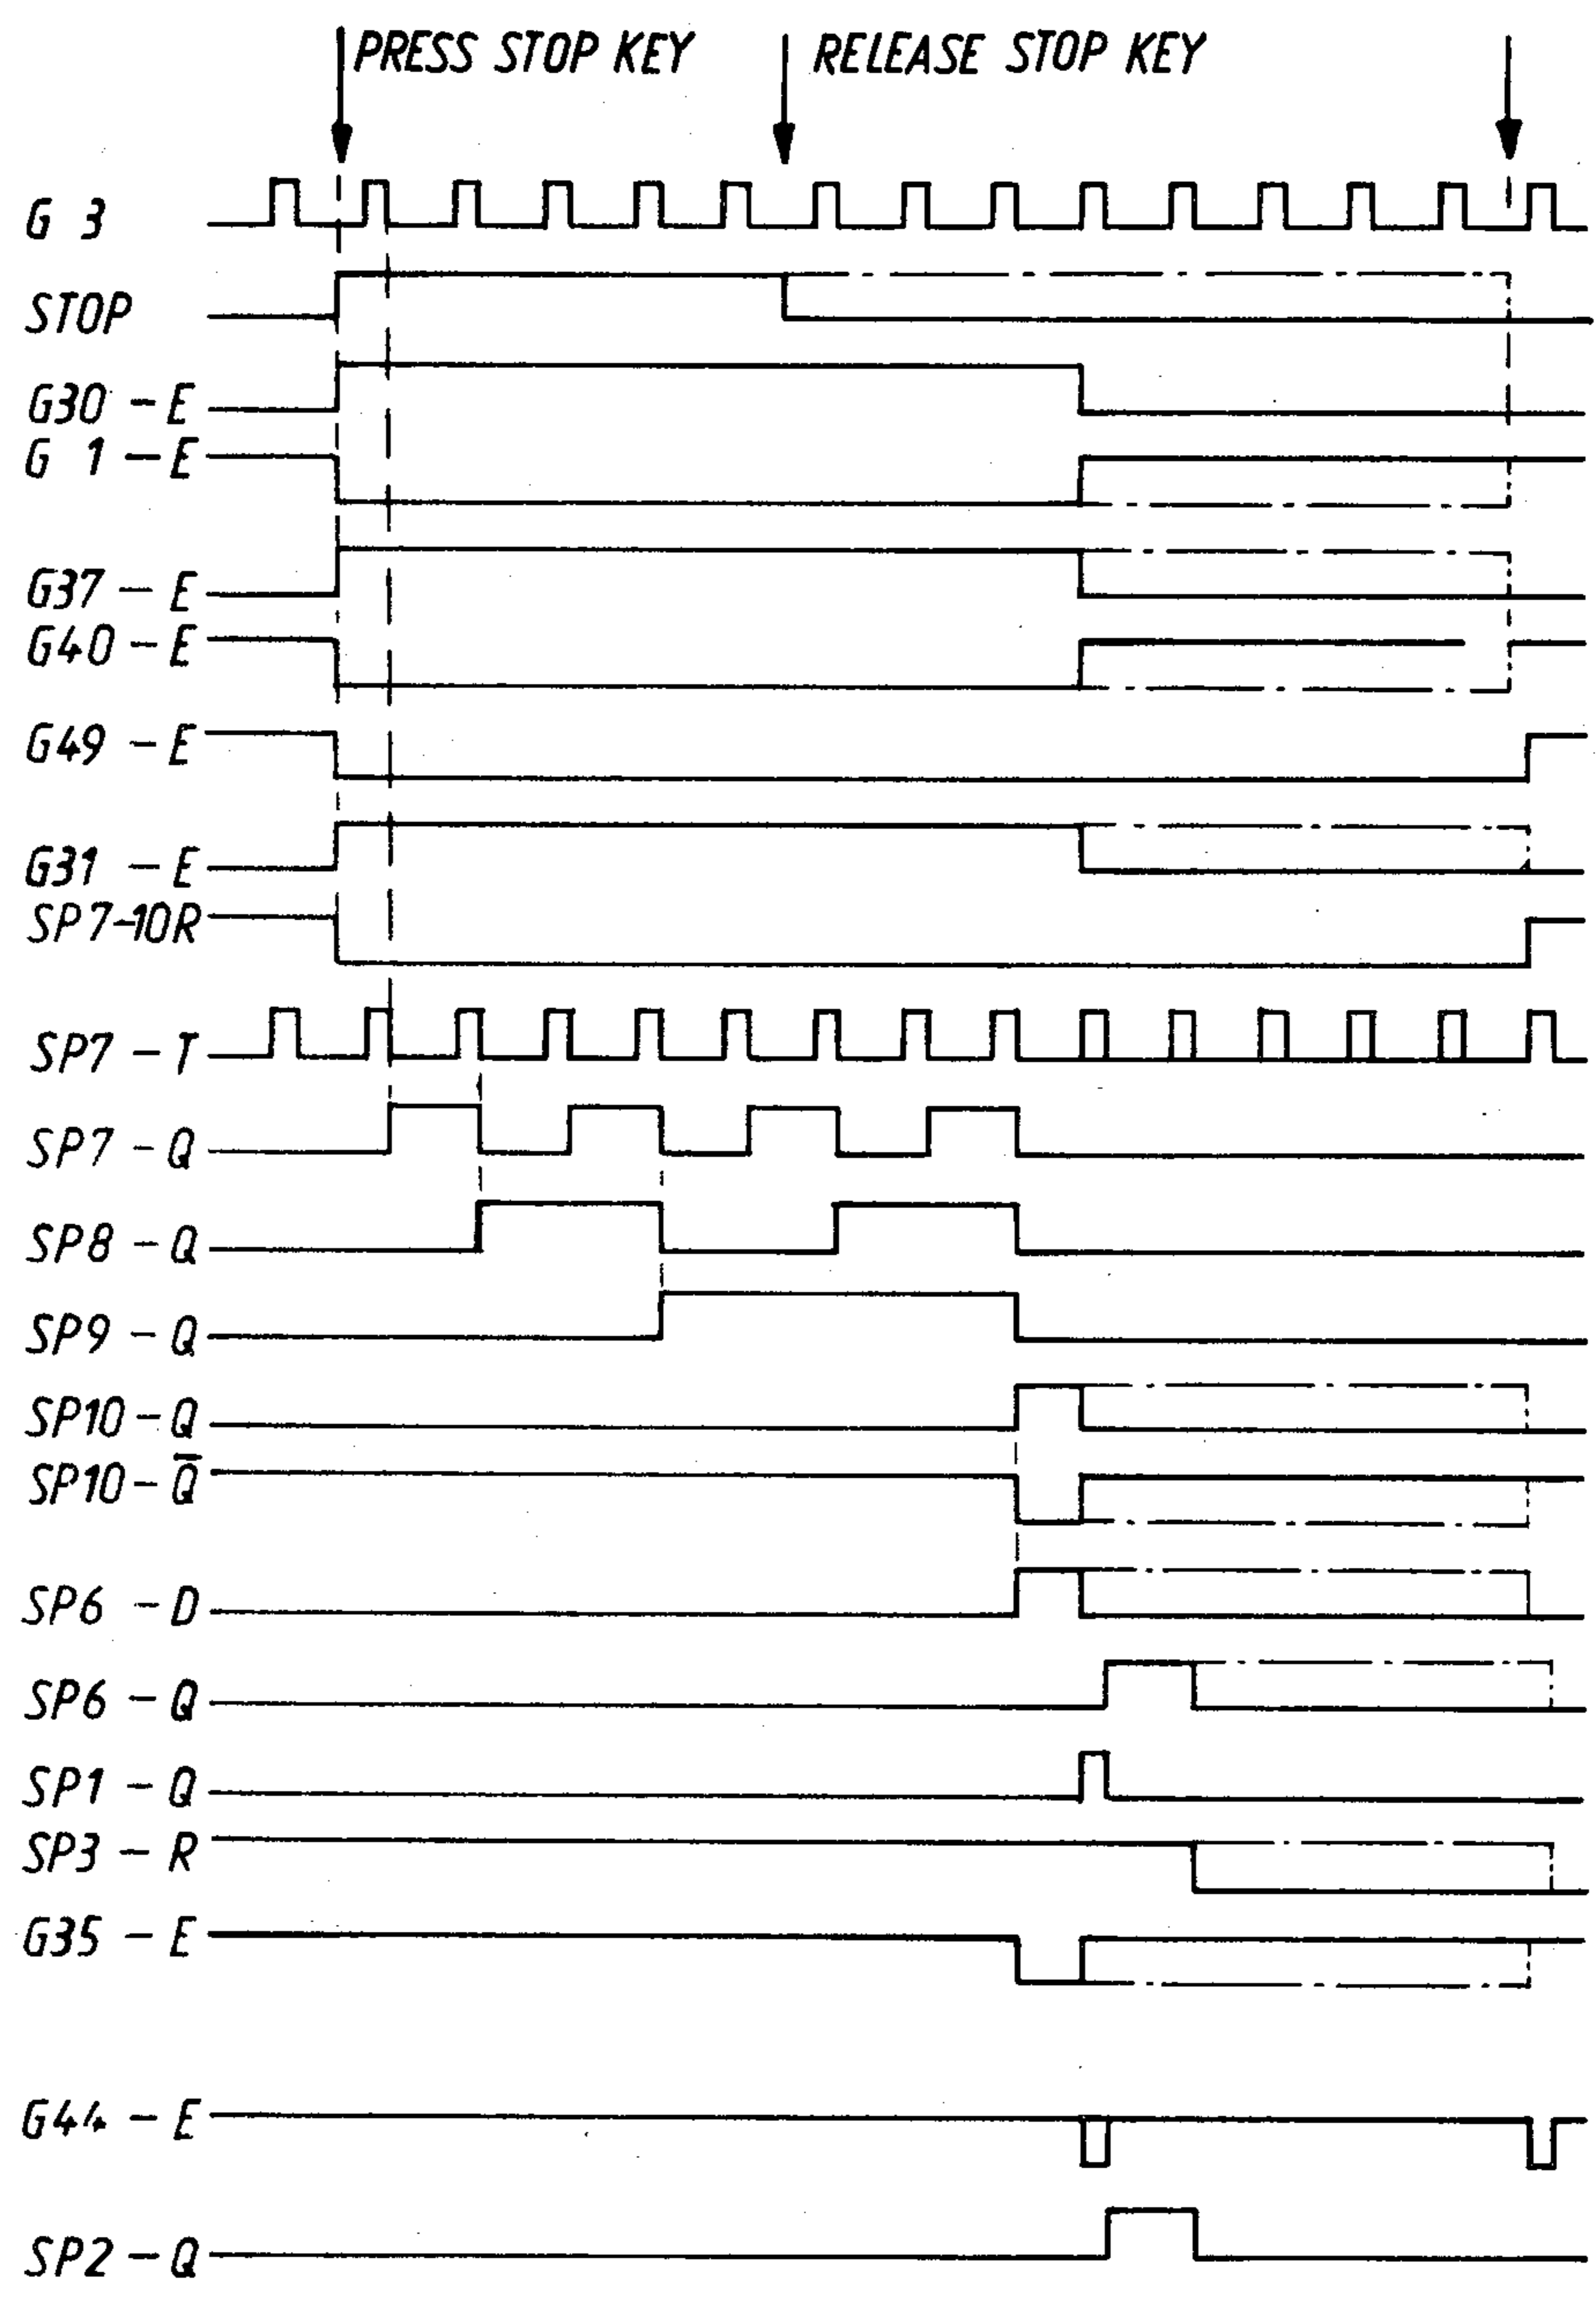 PRESS STOP KEY
RELEASE STOP KEY
G 3
STOP
G30 - E
G 1 - E
G37 - E
G40 - E
G49 - E
G31 - E
SP7-10R
SP7 - T
SP7 - Q
SP8 - Q
SP9 - Q
SP10 - Q
SP10 - Q̅
SP6 - D
SP6 - Q
SP1 - Q
SP3 - R
G35 - E
G44 - E
SP2 - Q